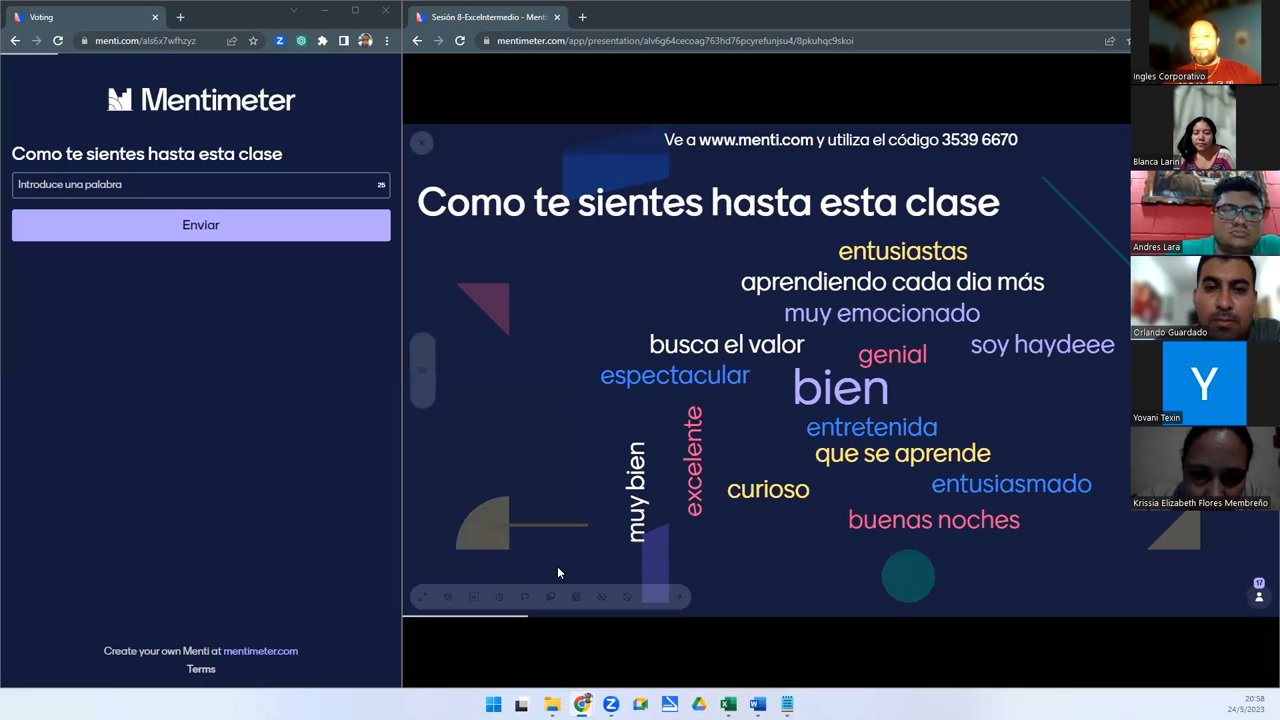 Voting
Sesión 8-ExceIntermedio - Menti
menti.com/als6x7wfhzyz
mentimeter.com/app/presentation/alv6g64cecoag763hd76pcyrefunjsu4/8pkuhqc9skoi
Mentimeter
Como te sientes hasta esta clase
Introduce una palabra
25
Enviar
Create your own Menti at mentimeter.com
Terms
Ve a www.menti.com y utiliza el código 3539 6670
Como te sientes hasta esta clase
entusiastas
aprendiendo cada dia más
muy emocionado
busca el valor
genial
soy haydeee
espectacular
bien
entretenida
excelente
muy bien
que se aprende
curioso
entusiasmado
buenas noches
17
Ingles Corporativo
Blanca Larin
Andres Lara
Orlando Guardado
Y
Yovani Texin
Krissia Elizabeth Flores Membreño
20:58
24/5/2023